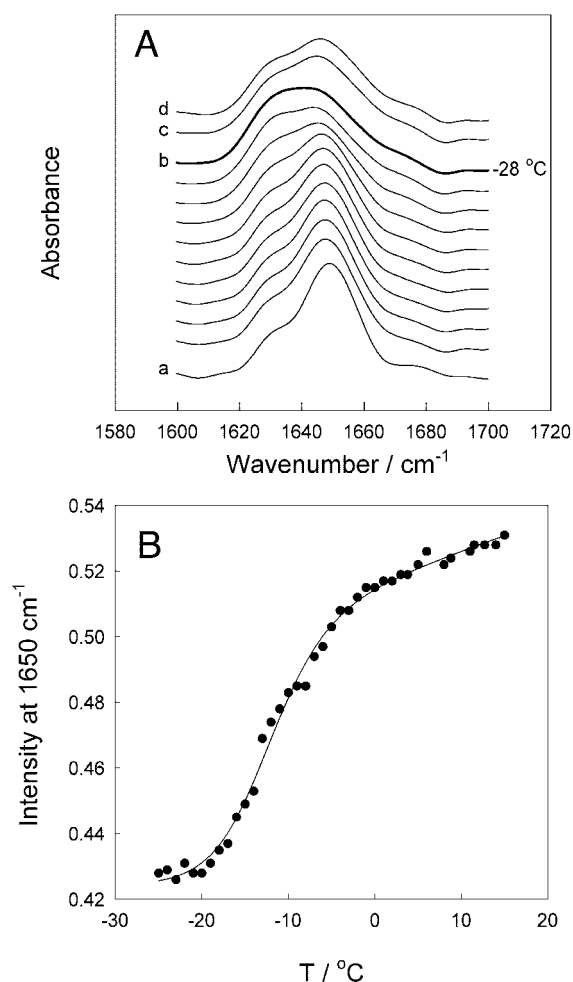 A
d
c
b
-28 °C
a
Absorbance
1580 1600 1620 1640 1660 1680 1700 1720
Wavenumber / cm⁻¹
B
0.54
0.52
0.50
0.48
0.46
0.44
0.42
Intensity at 1650 cm⁻¹
-30 -20 -10 0 10 20
T / °C